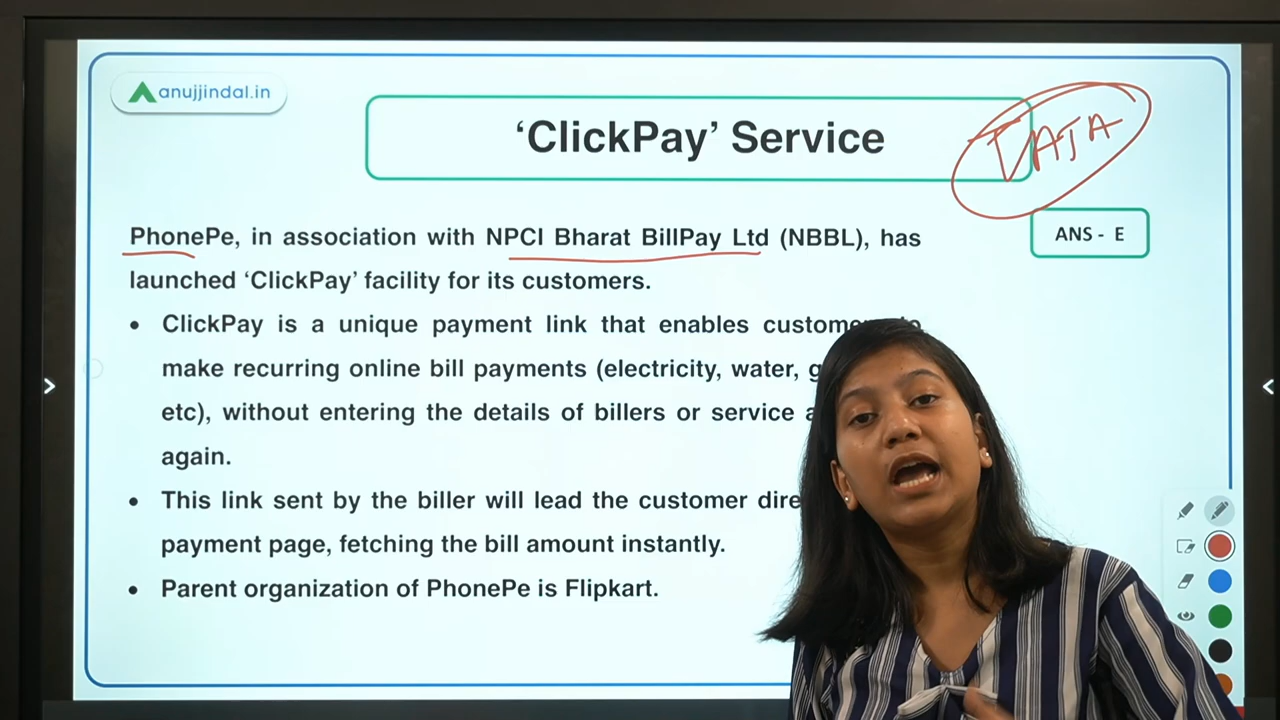 anujjindal.in
‘ClickPay’ Service
TATA
PhonePe, in association with NPCI Bharat BillPay Ltd (NBBL), has
ANS - E
launched ‘ClickPay’ facility for its customers.
• ClickPay is a unique payment link that enables
make recurring online bill payments (electricity, water,
etc), without entering the details of billers or service
again.
• This link sent by the biller will lead the customer
payment page, fetching the bill amount instantly.
• Parent organization of PhonePe is Flipkart.